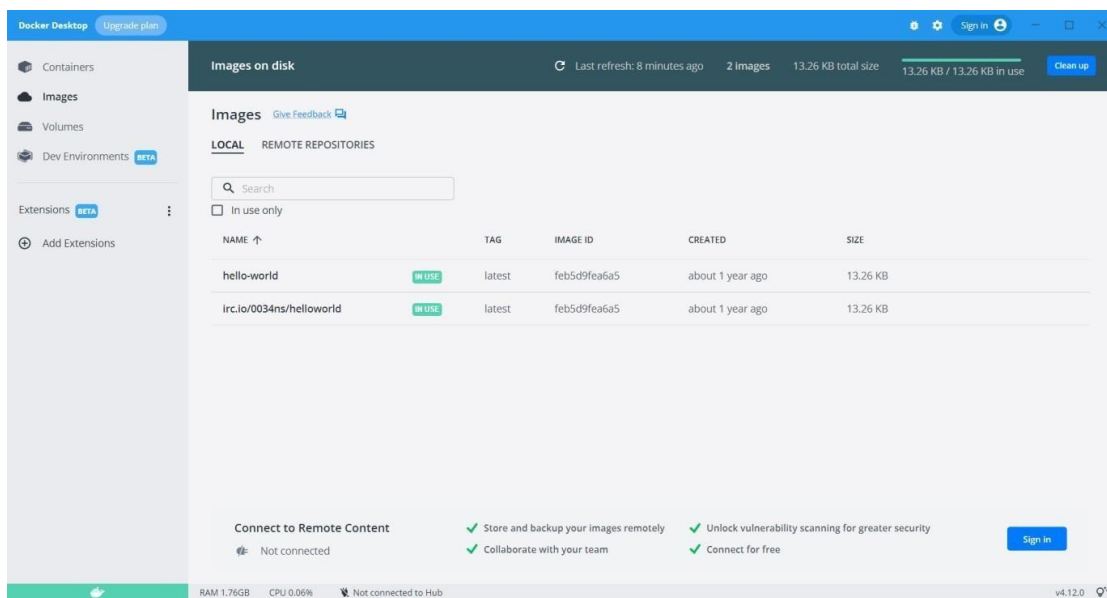 Docker Desktop Upgrade plan Sign in
Containers
Images
Volumes
Dev Environments BETA
Extensions BETA
Add Extensions
Images on disk Last refresh: 8 minutes ago 2 images 13.26 KB total size 13.26 KB / 13.26 KB in use Clean up
Images Give Feedback
LOCAL REMOTE REPOSITORIES
Search
In use only
NAME TAG IMAGE ID CREATED SIZE
hello-world IN USE latest feb5d9fea6a5 about 1 year ago 13.26 KB
irc.io/0034ns/helloworld IN USE latest feb5d9fea6a5 about 1 year ago 13.26 KB
Connect to Remote Content
Not connected
Store and backup your images remotely
Collaborate with your team
Unlock vulnerability scanning for greater security
Connect for free
Sign in
RAM 1.76GB CPU 0.06% Not connected to Hub v4.12.0